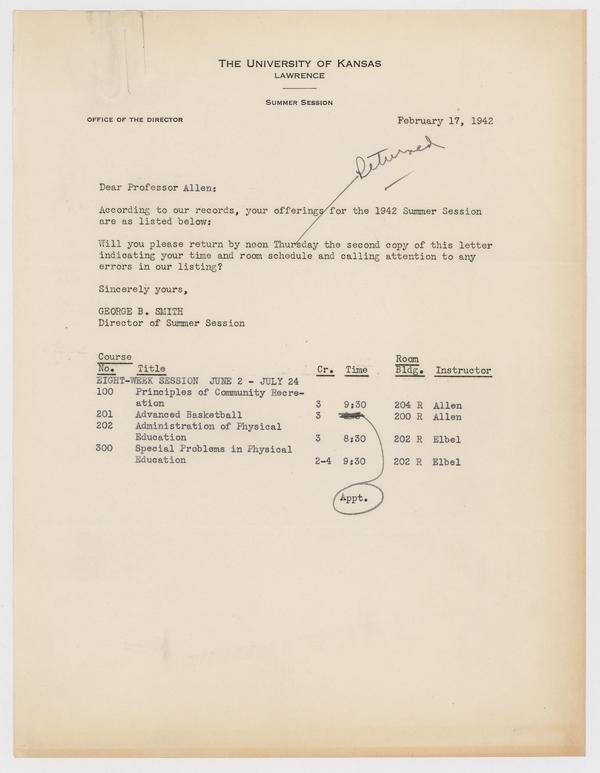 THE UNIVERSITY OF KANSAS
LAWRENCE
SUMMER SESSION
OFFICE OF THE DIRECTOR
February 17, 1942
Returned
Dear Professor Allen:
According to our records, your offerings for the 1942 Summer Session
are as listed below:
Will you please return by noon Thursday the second copy of this letter
indicating your time and room schedule and calling attention to any
errors in our listing?
Sincerely yours,
GEORGE B. SMITH
Director of Summer Session
Course Room
No. Title Cr. Time Bldg. Instructor
EIGHT-WEEK SESSION JUNE 2 - JULY 24
100 Principles of Community Recre-
ation 3 9:30 204 R Allen
201 Advanced Basketball 3 200 R Allen
202 Administration of Physical
Education 3 8:30 202 R Elbel
300 Special Problems in Physical
Education 2-4 9:30 202 R Elbel
Appt.